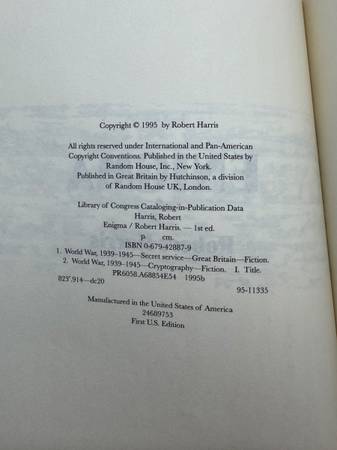 Copyright © 1995 by Robert Harris
All rights reserved under International and Pan-American
Copyright Conventions. Published in the United States by
Random House, Inc., New York.
Published in Great Britain by Hutchinson, a division
of Random House UK, London.
Library of Congress Cataloging-in-Publication Data
Harris, Robert
Enigma / Robert Harris. — 1st ed.
p cm.
ISBN 0-679-42887-9
1. World War, 1939-1945—Secret service—Great Britain—Fiction.
2. World War, 1939-1945—Cryptography—Fiction. I. Title.
PR6058.A68834E54 1995b
823'.914—dc20 95-11335
Manufactured in the United States of America
24689753
First U.S. Edition